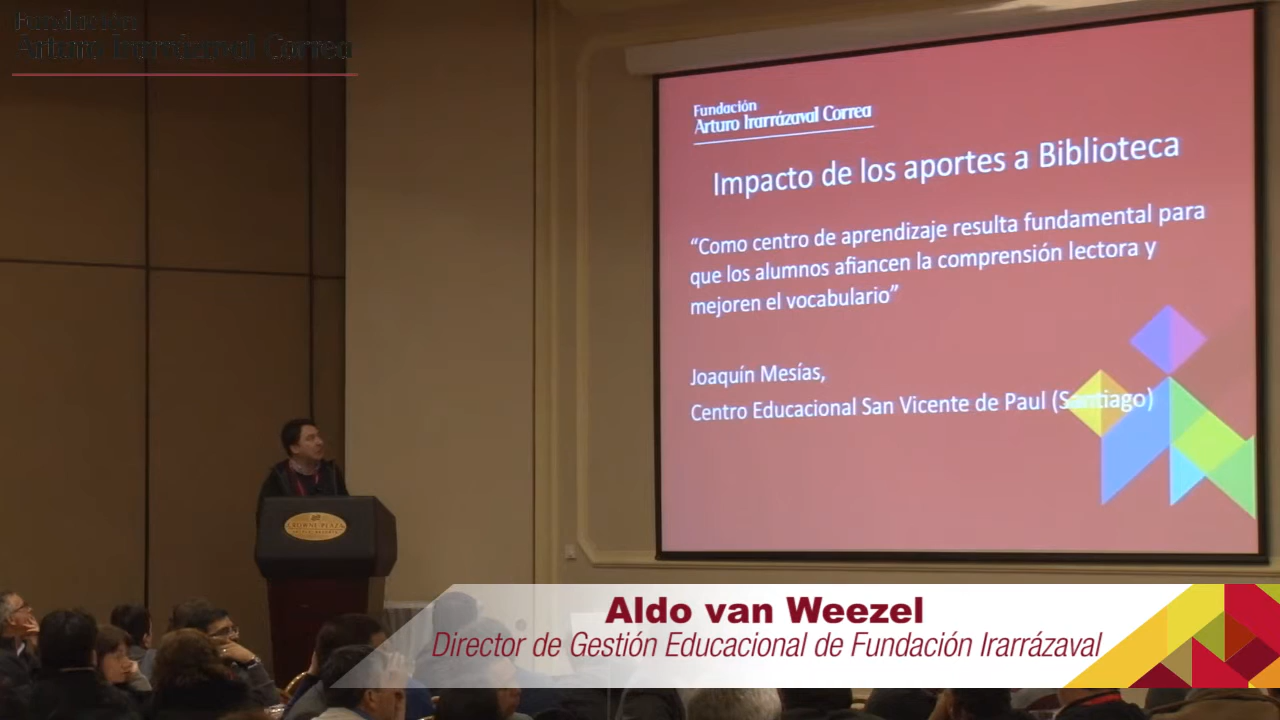 Fundación
Arturo Irarrázaval Correa
Fundación
Arturo Irarrázaval Correa
Impacto de los aportes a Biblioteca
“Como centro de aprendizaje resulta fundamental para
que los alumnos afiancen la comprensión lectora y
mejoren el vocabulario”
Joaquín Mesías,
Centro Educacional San Vicente de Paul (Santiago)
CROWNE PLAZA
Aldo van Weezel
Director de Gestión Educacional de Fundación Irarrázaval